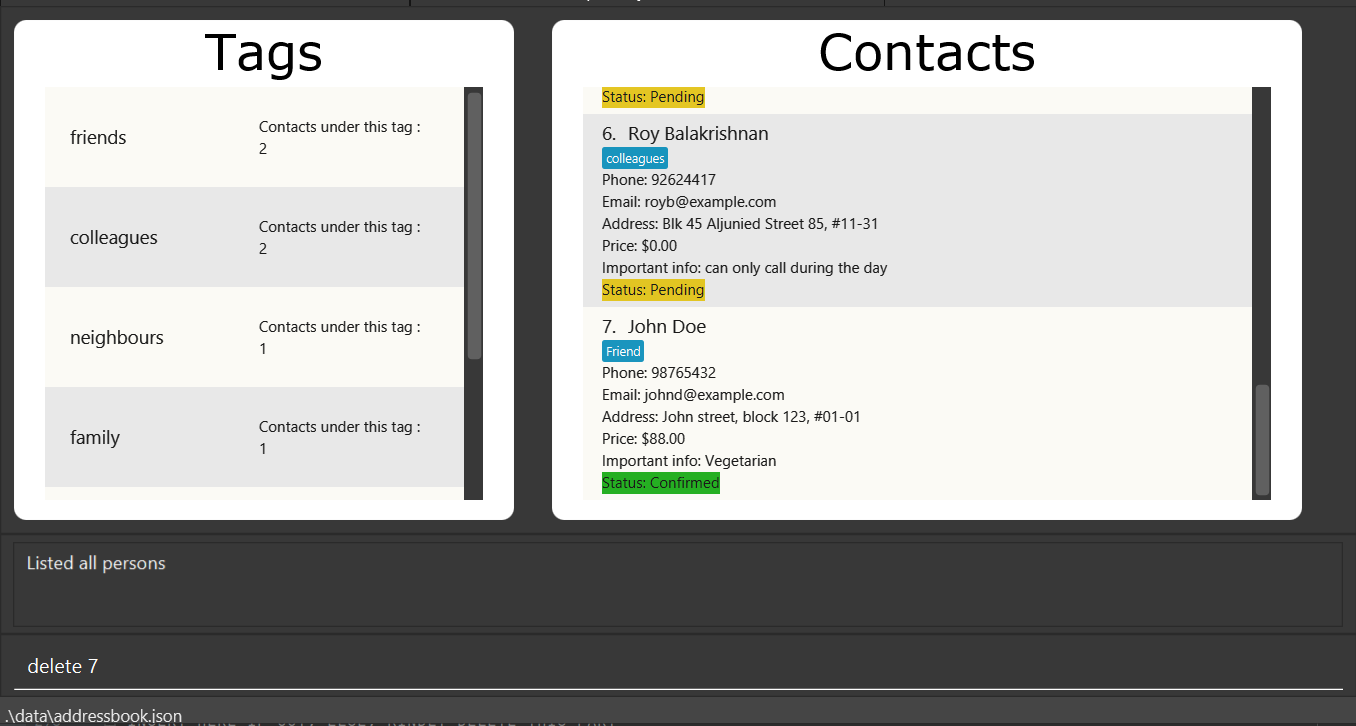 Tags
friends
Contacts under this tag :
2
colleagues
Contacts under this tag :
2
neighbours
Contacts under this tag :
1
family
Contacts under this tag :
1
Contacts
Status: Pending
6. Roy Balakrishnan
colleagues
Phone: 92624417
Email: royb@example.com
Address: Blk 45 Aljunied Street 85, #11-31
Price: $0.00
Important info: can only call during the day
Status: Pending
7. John Doe
Friend
Phone: 98765432
Email: johnd@example.com
Address: John street, block 123, #01-01
Price: $88.00
Important info: Vegetarian
Status: Confirmed
Listed all persons
delete 7
.\data\addressbook.json